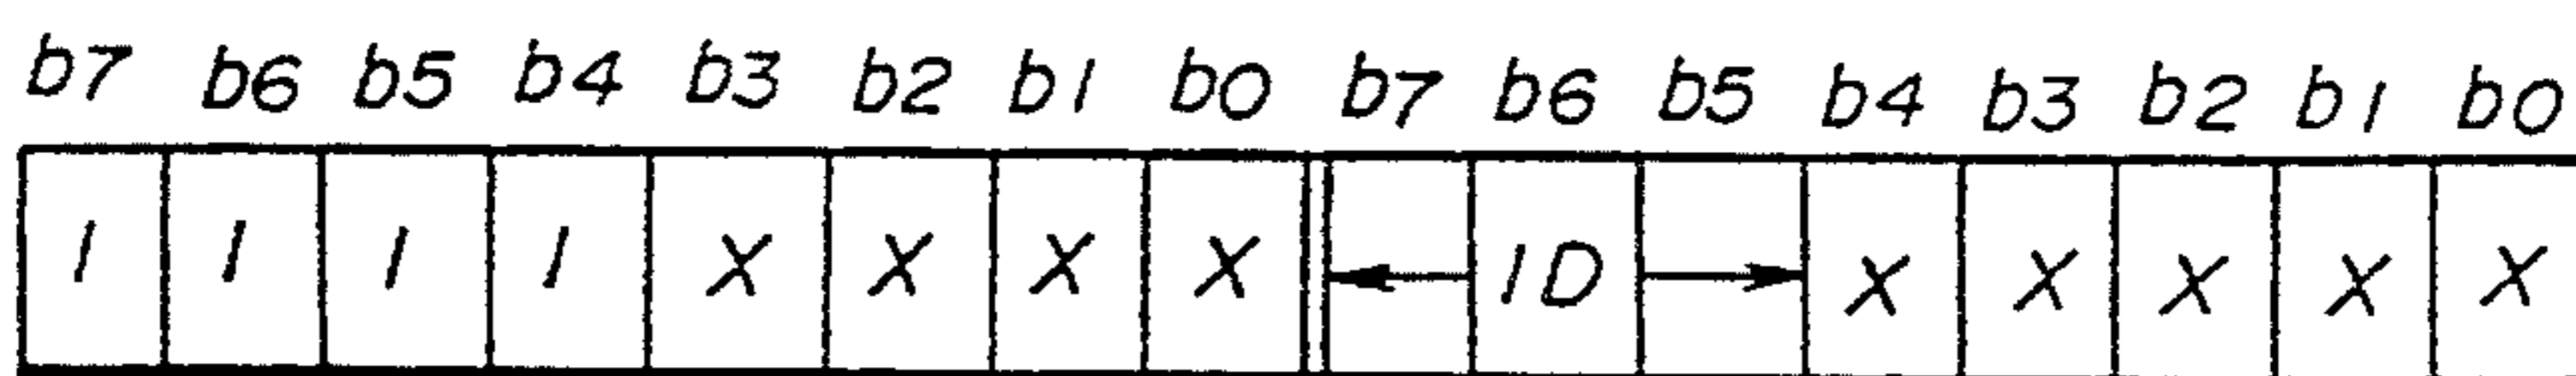 b7 b6 b5 b4 b3 b2 b1 b0 b7 b6 b5 b4 b3 b2 b1 b0
1 1 1 1 X X X X ID X X X X X